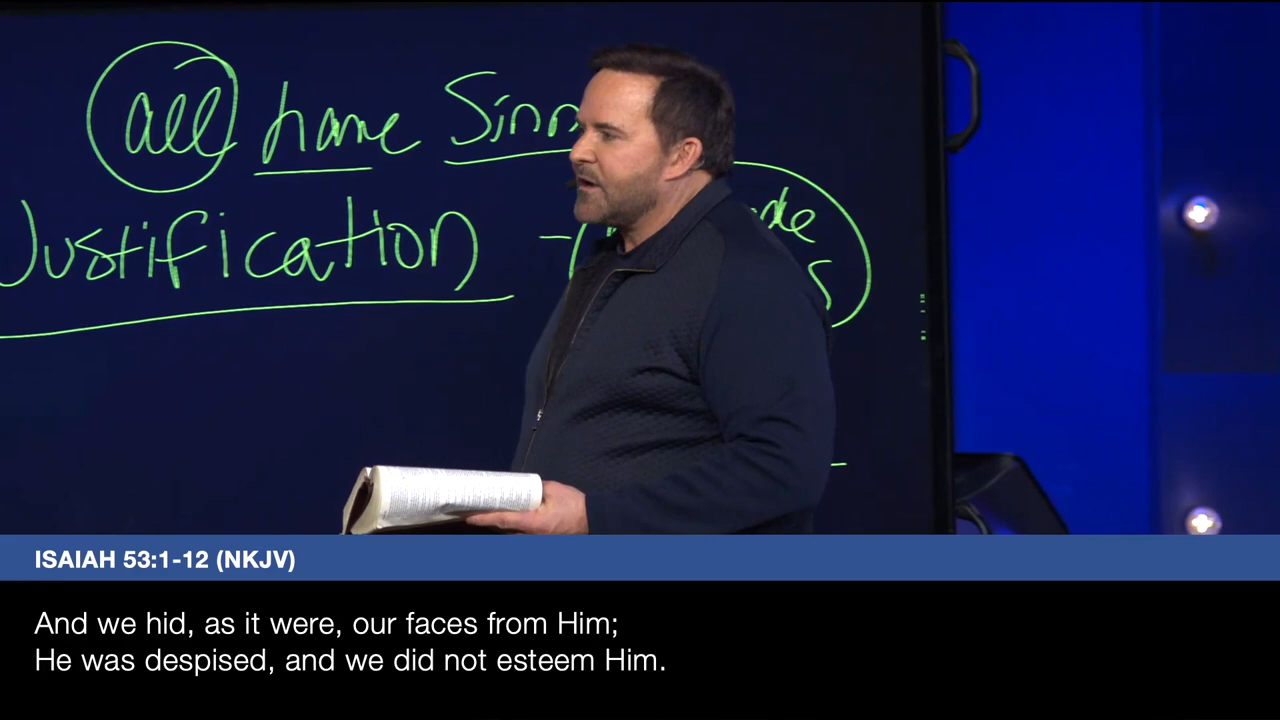 all have Sinn
Justification -
ISAIAH 53:1-12 (NKJV)
And we hid, as it were, our faces from Him;
He was despised, and we did not esteem Him.